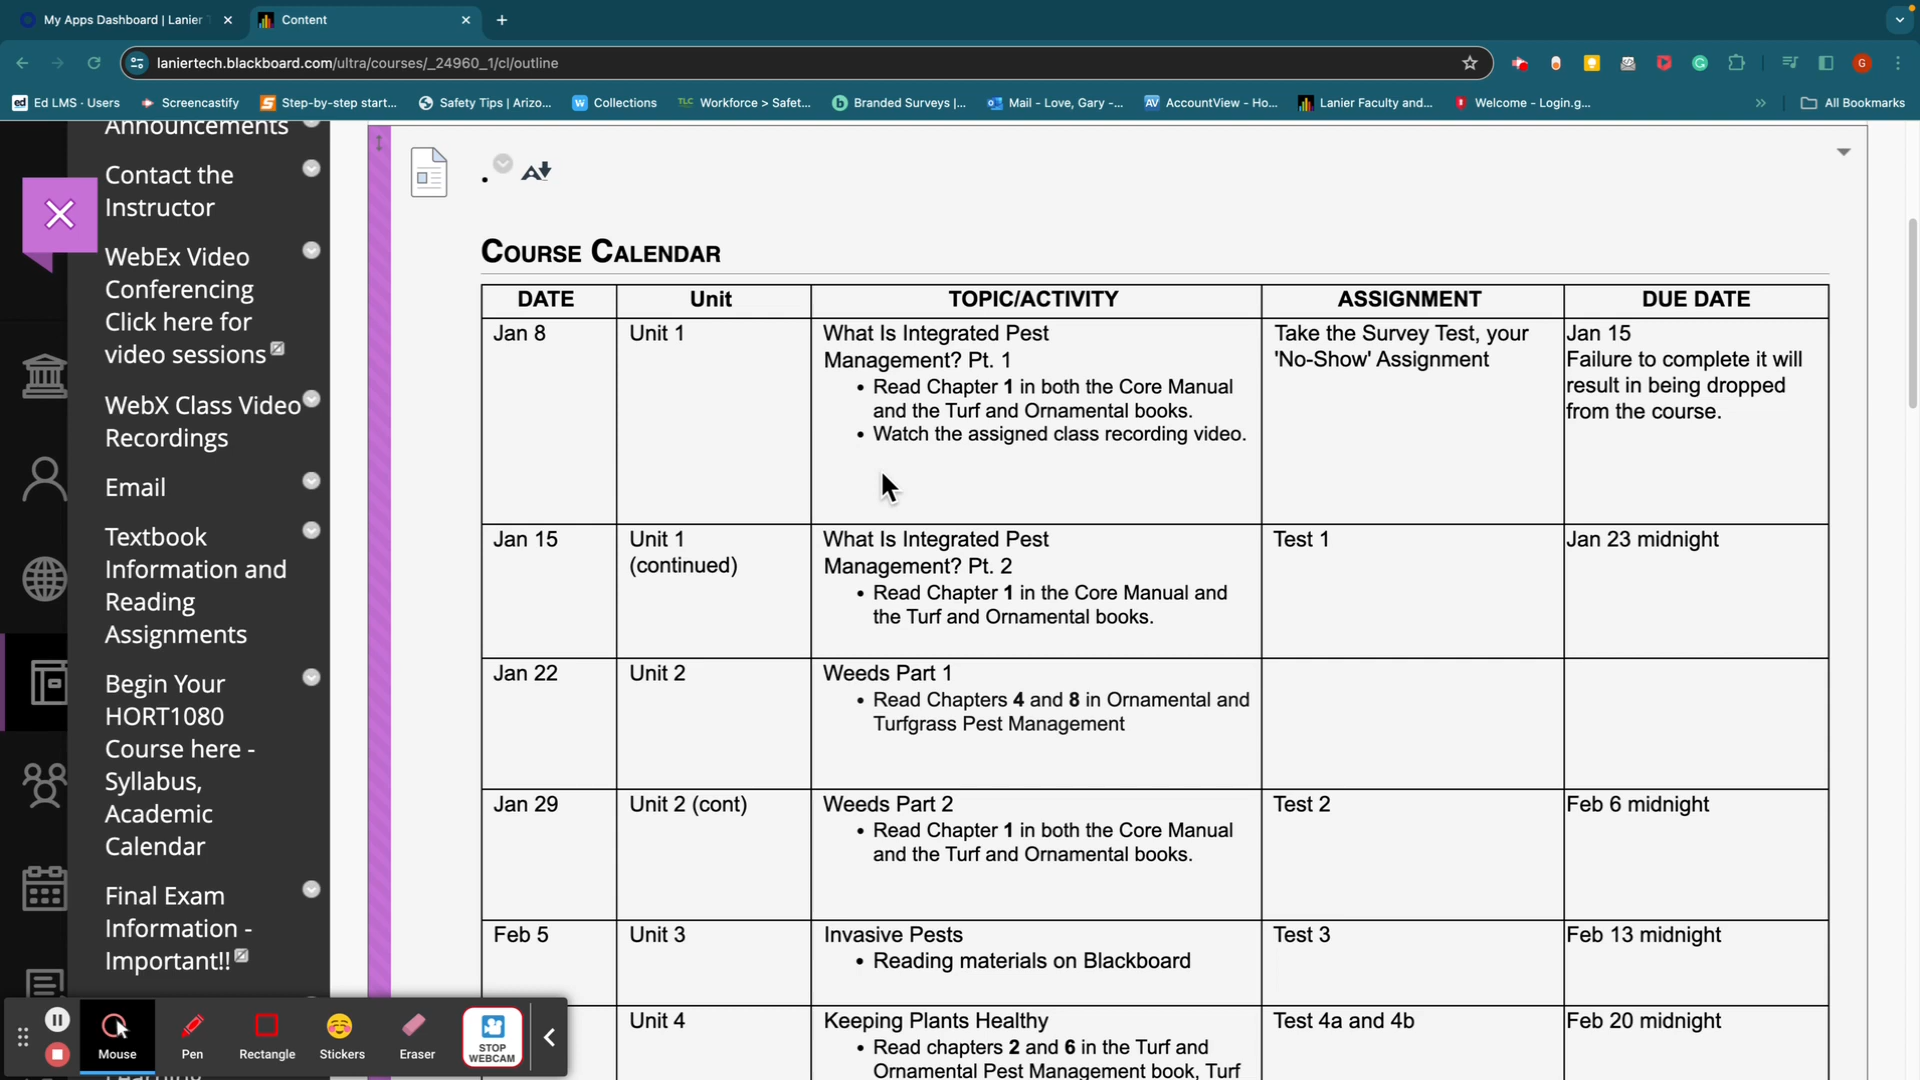 My Apps Dashboard | Lanier
Content
laniertech.blackboard.com/ultra/courses/_24960_1/cl/outline
G
Ed LMS - Users
Screencastify
Step-by-step start...
Safety Tips | Arizo...
Collections
TLC Workforce > Safet...
Branded Surveys |...
Mail - Love, Gary -...
AV AccountView - Ho...
Lanier Faculty and...
Welcome - Login.g...
All Bookmarks
Announcements
Contact the
Instructor
WebEx Video
Conferencing
Click here for
video sessions
WebX Class Video
Recordings
Email
Textbook
Information and
Reading
Assignments
Begin Your
HORT1080
Course here -
Syllabus,
Academic
Calendar
Final Exam
Information -
Important!!
.
COURSE CALENDAR
DATE Unit TOPIC/ACTIVITY ASSIGNMENT DUE DATE
Jan 8 Unit 1 What Is Integrated Pest Take the Survey Test, your Jan 15
Management? Pt. 1 'No-Show' Assignment Failure to complete it will
• Read Chapter 1 in both the Core Manual result in being dropped
and the Turf and Ornamental books. from the course.
• Watch the assigned class recording video.
Jan 15 Unit 1 What Is Integrated Pest Test 1 Jan 23 midnight
(continued) Management? Pt. 2
• Read Chapter 1 in the Core Manual and
the Turf and Ornamental books.
Jan 22 Unit 2 Weeds Part 1
• Read Chapters 4 and 8 in Ornamental and
Turfgrass Pest Management
Jan 29 Unit 2 (cont) Weeds Part 2 Test 2 Feb 6 midnight
• Read Chapter 1 in both the Core Manual
and the Turf and Ornamental books.
Feb 5 Unit 3 Invasive Pests Test 3 Feb 13 midnight
• Reading materials on Blackboard
Unit 4 Keeping Plants Healthy Test 4a and 4b Feb 20 midnight
• Read chapters 2 and 6 in the Turf and
Ornamental Pest Management book, Turf
Mouse
Pen
Rectangle
Stickers
Eraser
STOP
WEBCAM